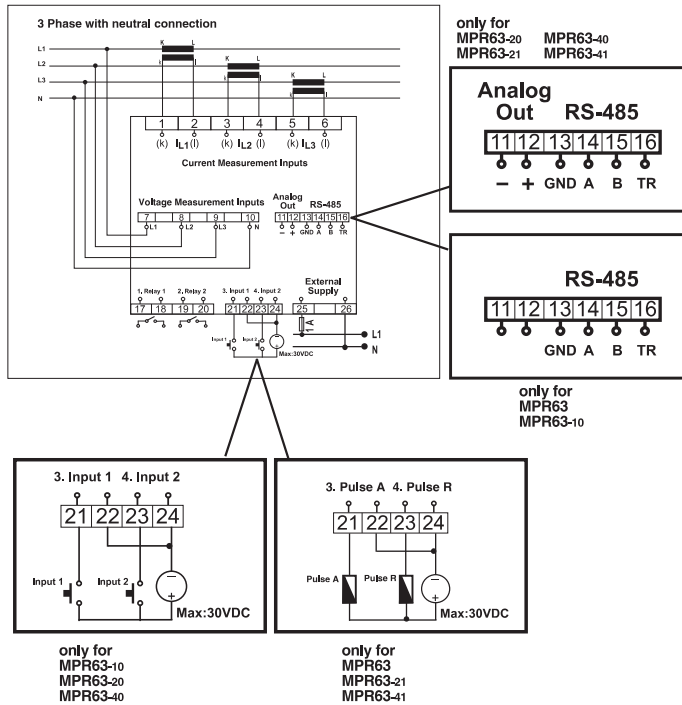 3 Phase with neutral connection
L1
L2
L3
N
K L
k l
K L
k l
K L
k l
1 2 3 4 5 6
(k) IL1 (l) (k) IL2 (l) (k) IL3 (l)
Current Measurement Inputs
Voltage Measurement Inputs
7 8 9 10
L1 L2 L3 N
Analog
Out RS-485
11 12 13 14 15 16
− + GND A B TR
1. Relay 1 2. Relay 2
17 18 19 20
3. Input 1 4. Input 2
21 22 23 24
Input 1 Input 2
Max:30VDC
External
Supply
25 26
1 A
L1
N
only for
MPR63-20 MPR63-40
MPR63-21 MPR63-41
Analog
Out RS-485
11 12 13 14 15 16
− + GND A B TR
RS-485
11 12 13 14 15 16
GND A B TR
only for
MPR63
MPR63-10
3. Input 1 4. Input 2
21 22 23 24
Input 1 Input 2
Max:30VDC
only for
MPR63-10
MPR63-20
MPR63-40
3. Pulse A 4. Pulse R
21 22 23 24
Pulse A Pulse R
Max:30VDC
only for
MPR63
MPR63-21
MPR63-41